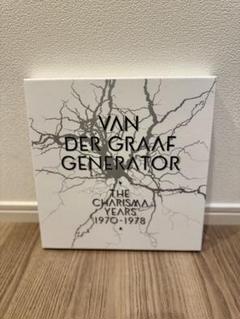 VAN
DER GRAAF
GENERATOR
THE
CHARISMA
YEARS
1970-1978